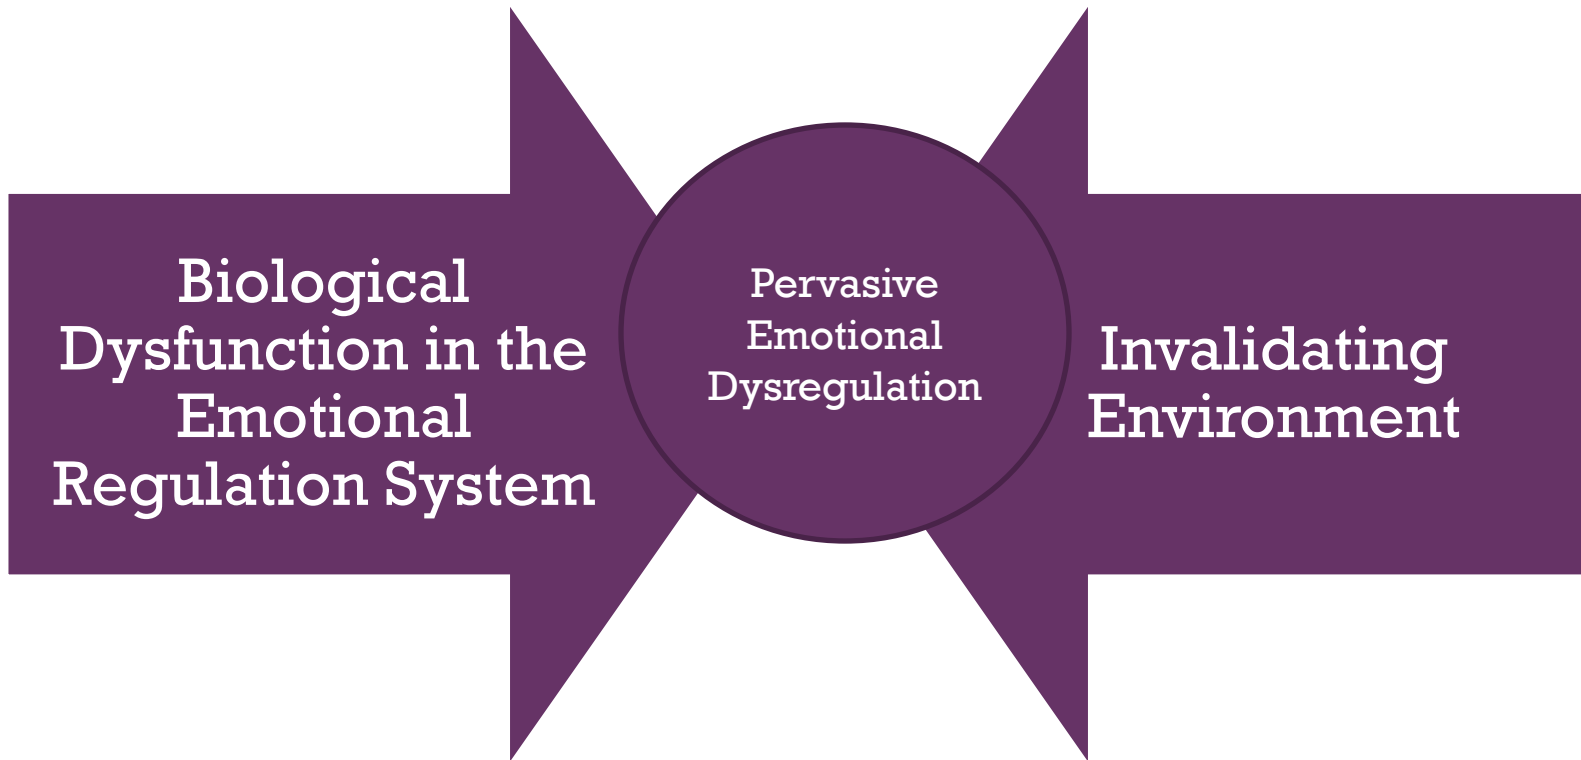 Biological
Dysfunction in the
Emotional
Regulation System
Pervasive
Emotional
Dysregulation
Invalidating
Environment